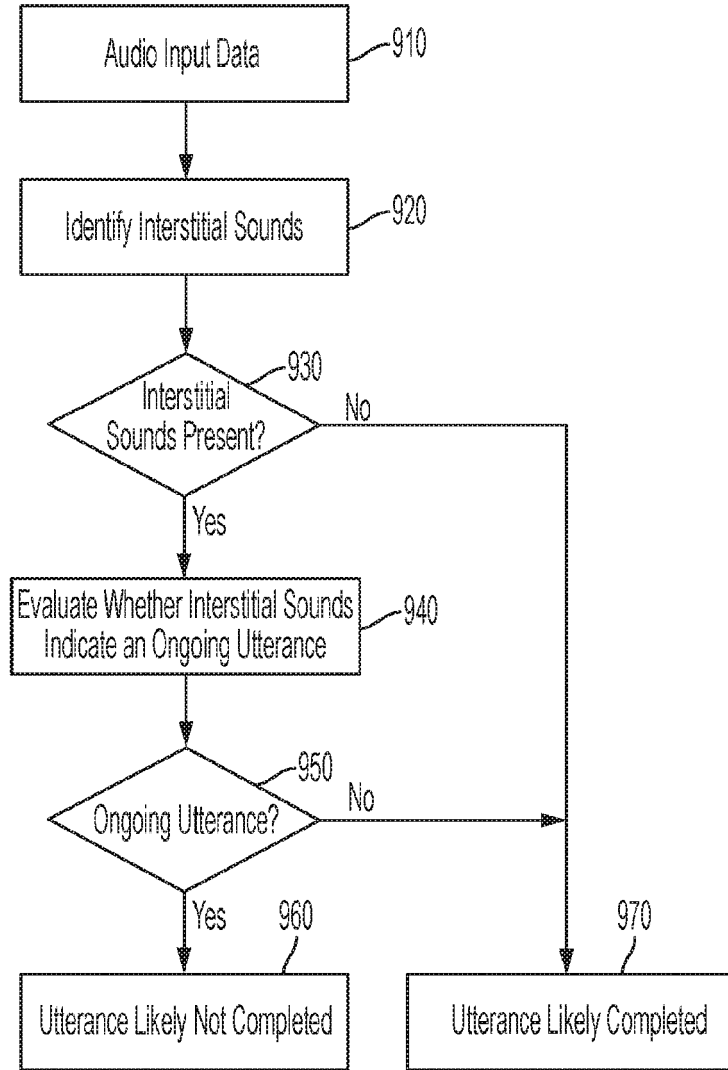 Audio Input Data
910
Identify Interstitial Sounds
920
930
Interstitial
Sounds Present?
No
Yes
Evaluate Whether Interstitial Sounds
Indicate an Ongoing Utterance
940
950
Ongoing Utterance?
No
Yes
960
970
Utterance Likely Not Completed
Utterance Likely Completed